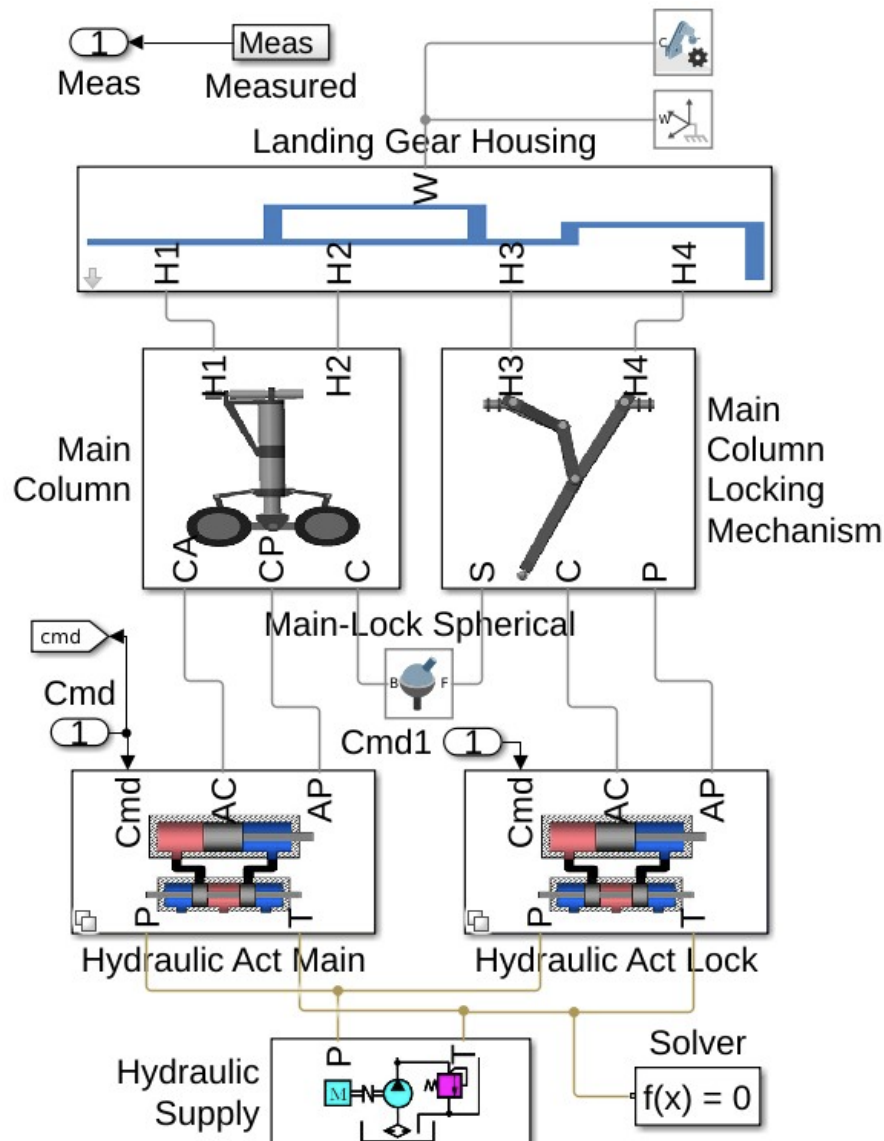 1
Meas
Meas
Measured
C
W
Landing Gear Housing
W
H1
H2
H3
H4
H1
H2
H3
H4
Main
Column
Main
Column
Locking
Mechanism
CA
CP
C
S
C
P
Main-Lock Spherical
B
F
cmd
Cmd
1
Cmd1
1
Cmd
AC
AP
Cmd
AC
AP
P
T
P
T
Hydraulic Act Main
Hydraulic Act Lock
P
T
Hydraulic
Supply
M
Solver
f(x) = 0